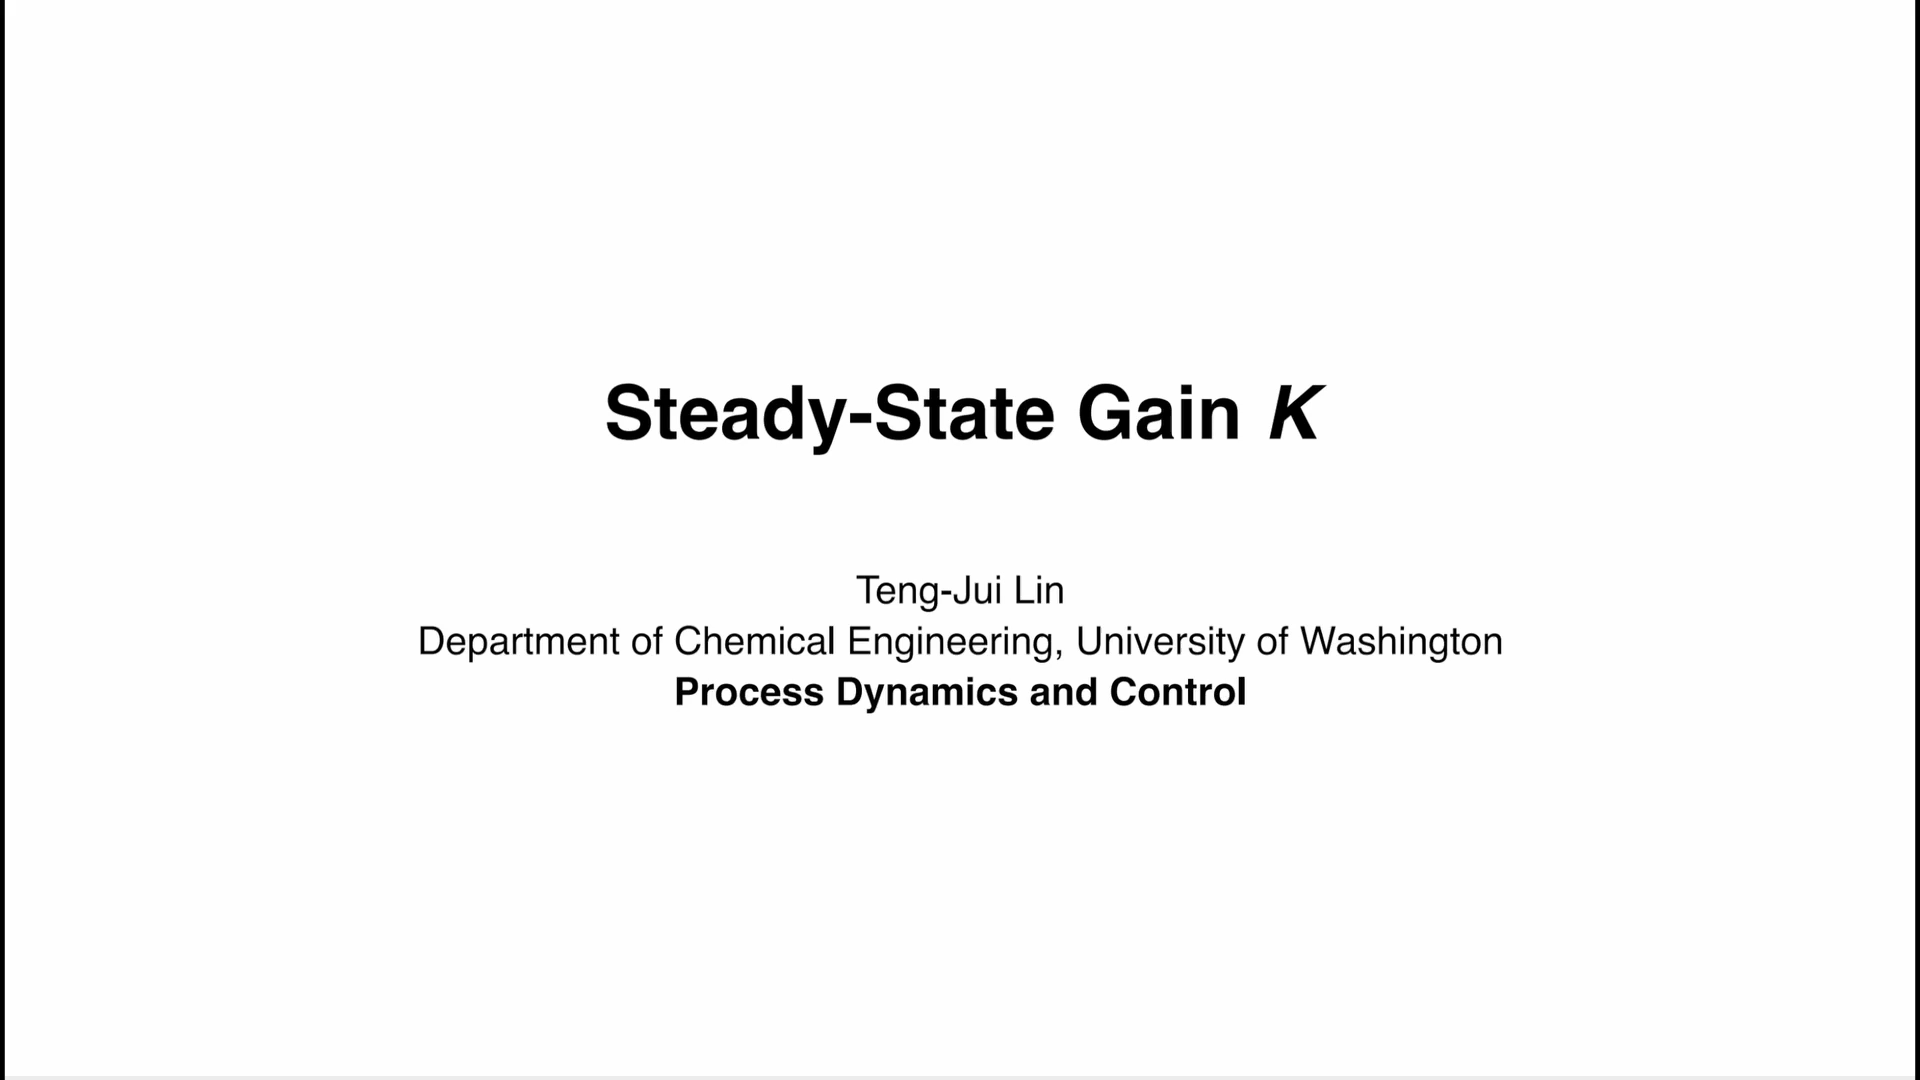 Steady-State Gain K
Teng-Jui Lin
Department of Chemical Engineering, University of Washington
Process Dynamics and Control